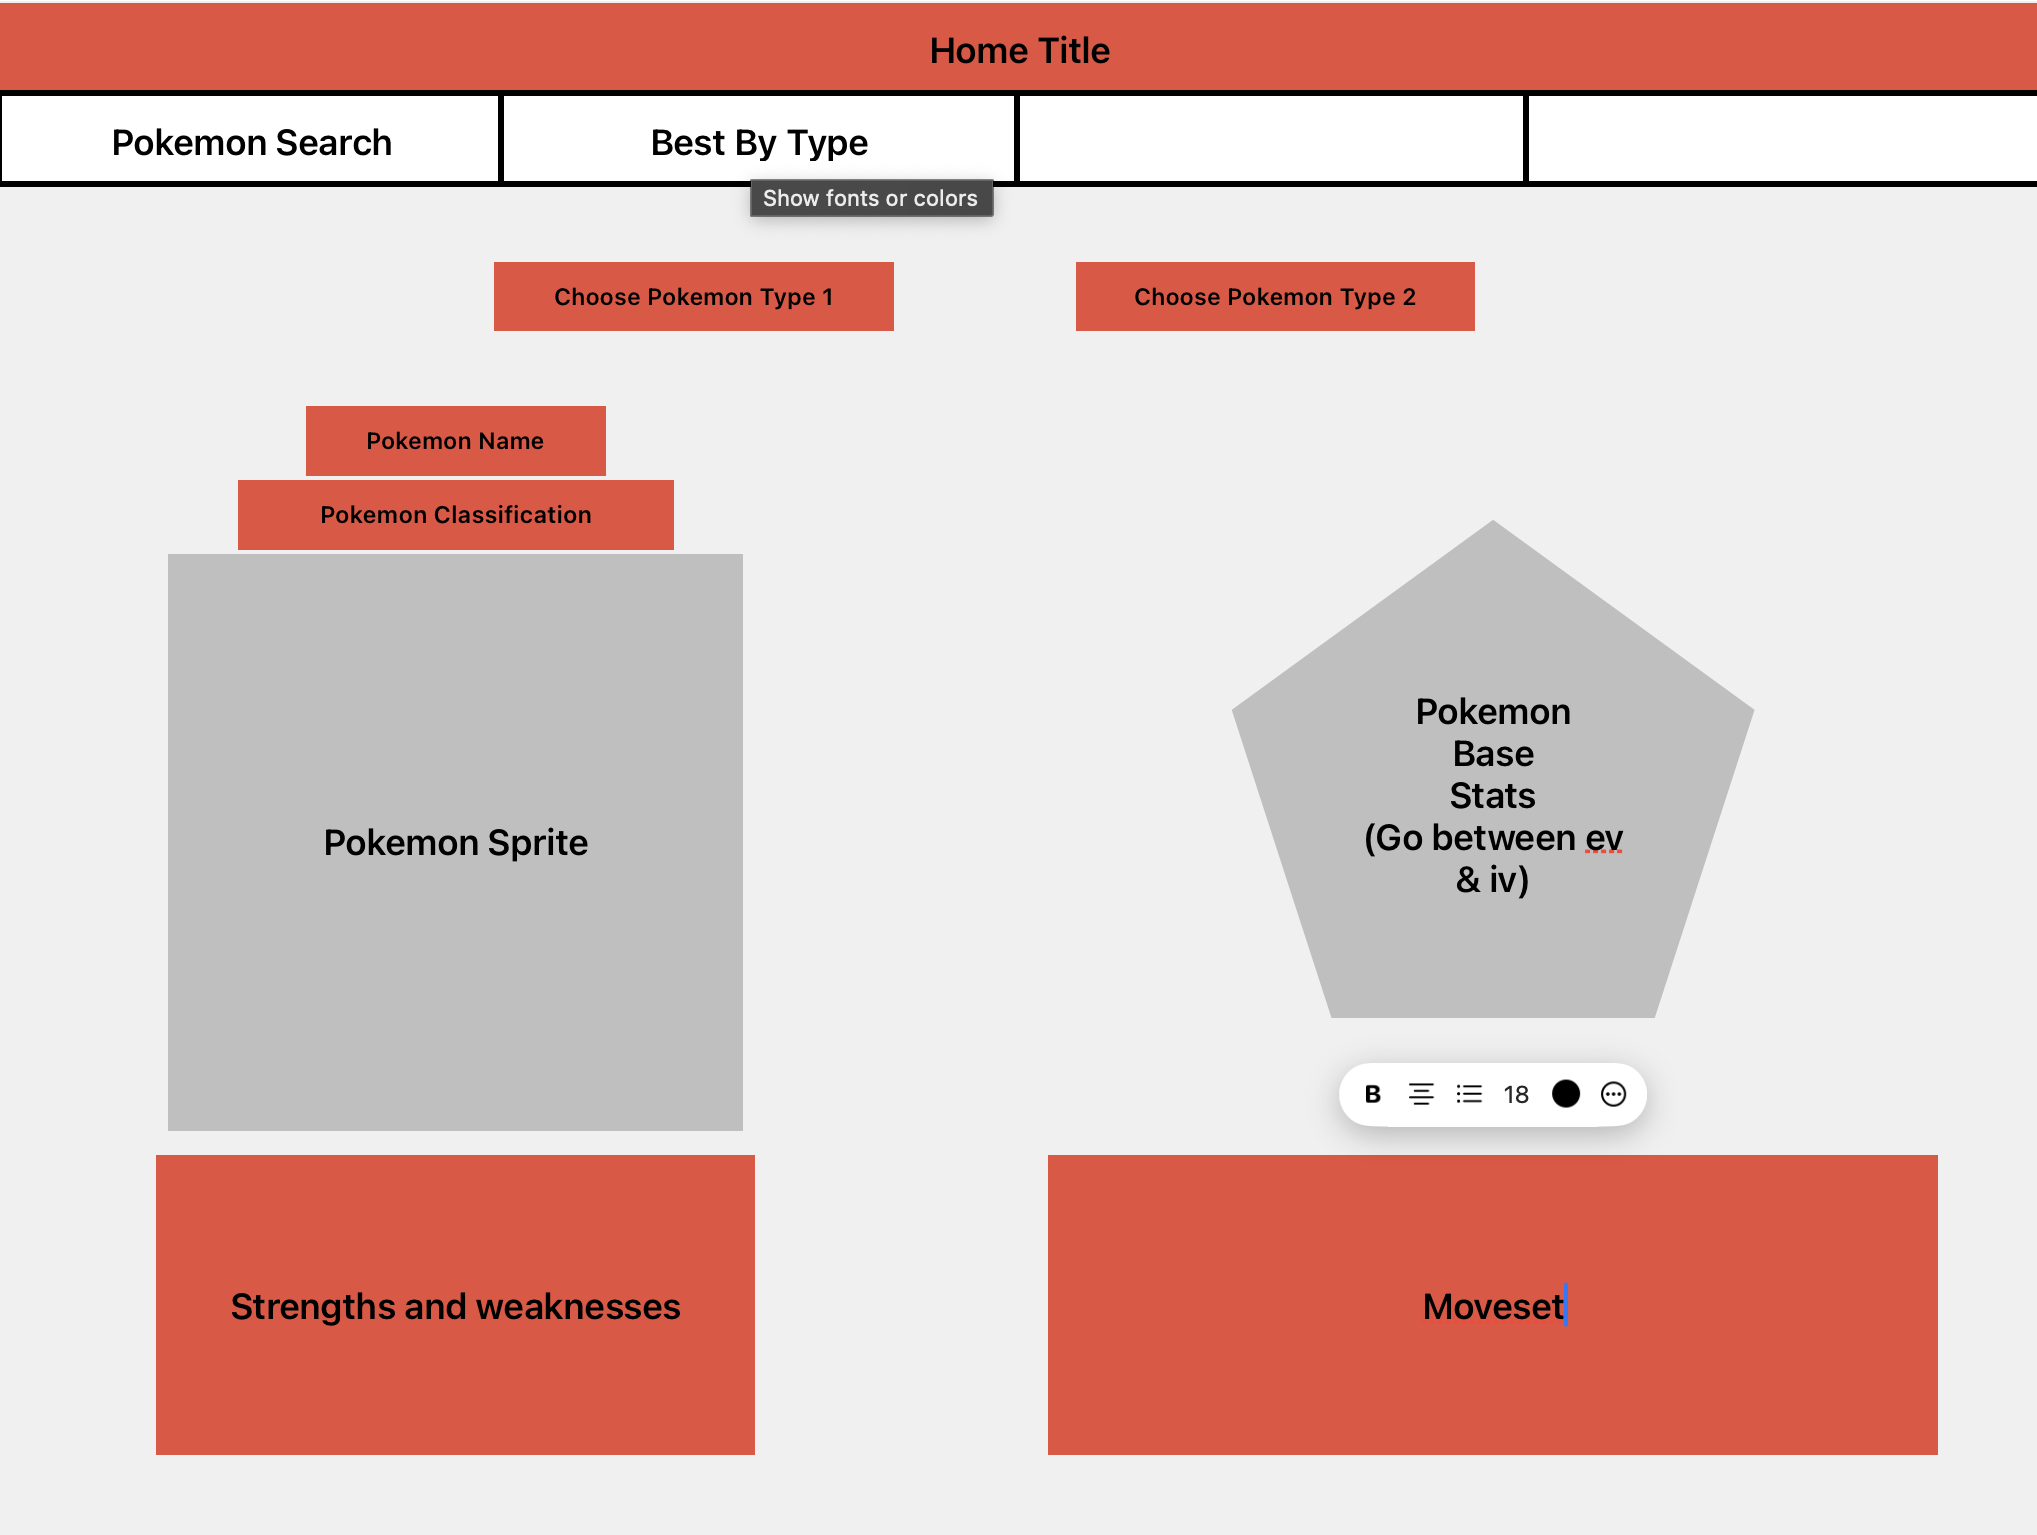 Home Title
Pokemon Search
Best By Type
Show fonts or colors
Choose Pokemon Type 1
Choose Pokemon Type 2
Pokemon Name
Pokemon Classification
Pokemon Sprite
Pokemon
Base
Stats
(Go between ev
& iv)
B
18
Strengths and weaknesses
Moveset